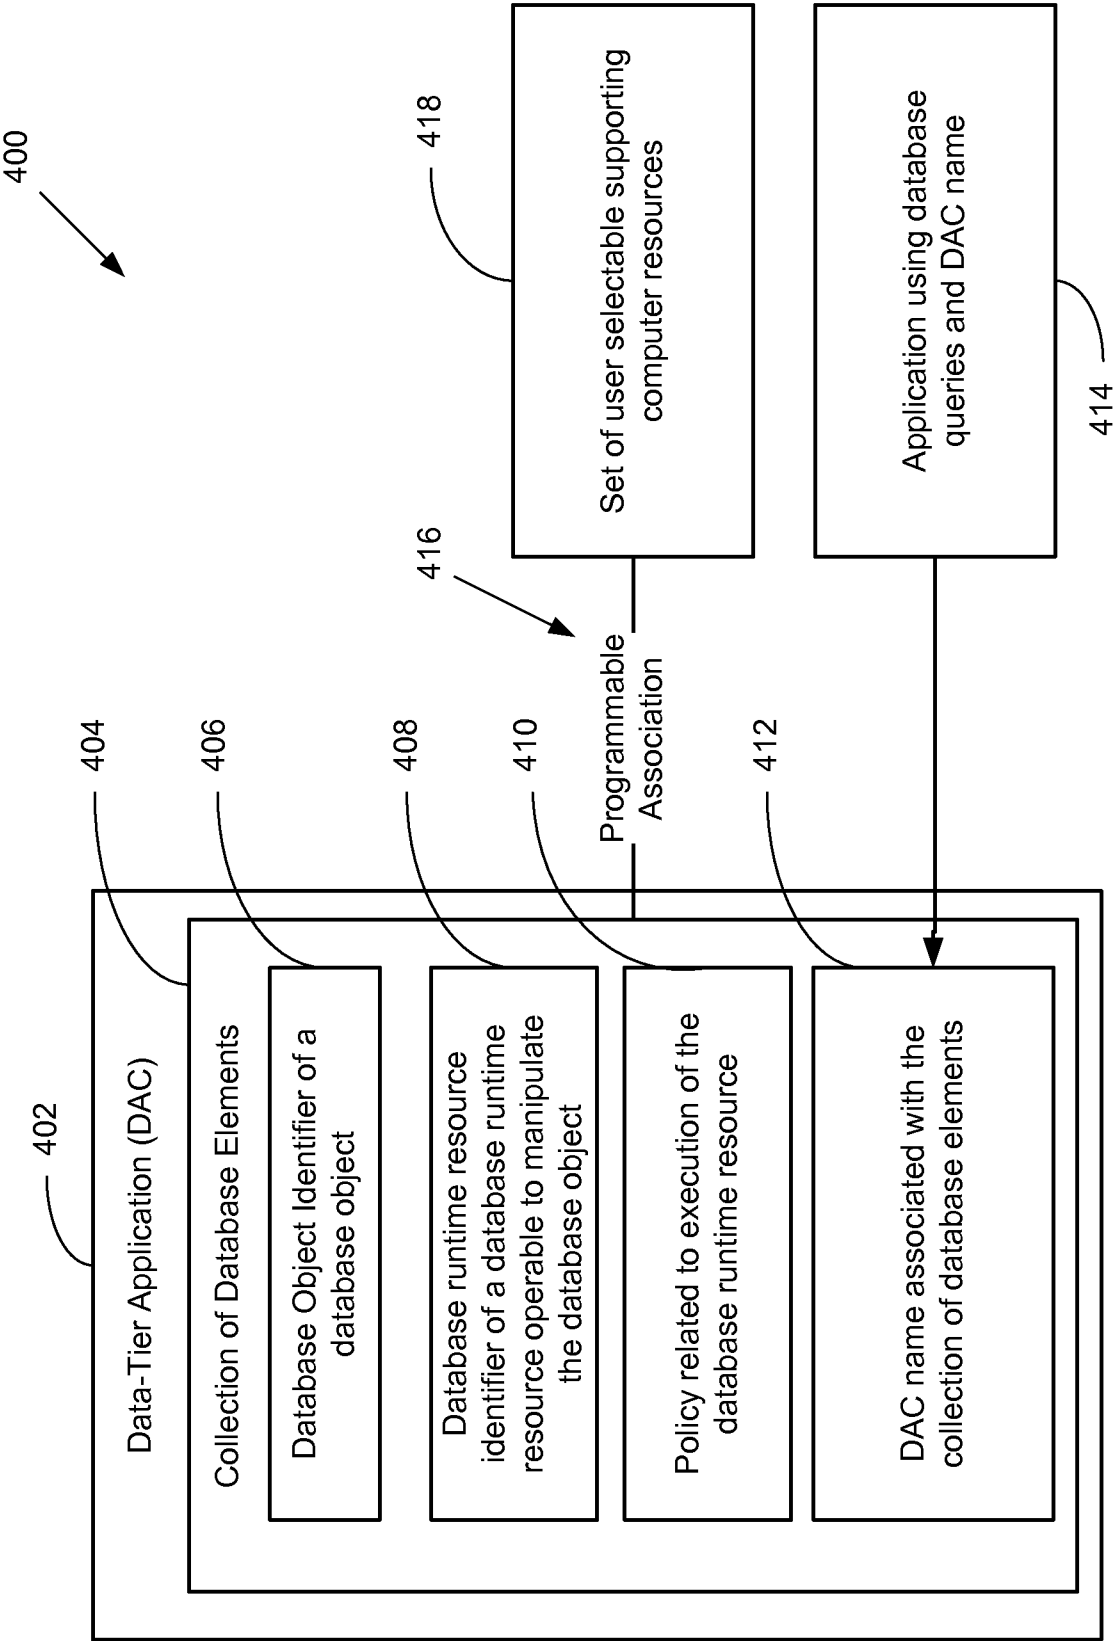 400
402
Data-Tier Application (DAC)
404
Collection of Database Elements
406
Database Object Identifier of a
database object
408
Database runtime resource
identifier of a database runtime
resource operable to manipulate
the database object
410
Policy related to execution of the
database runtime resource
412
DAC name associated with the
collection of database elements
416
Programmable
Association
418
Set of user selectable supporting
computer resources
Application using database
queries and DAC name
414